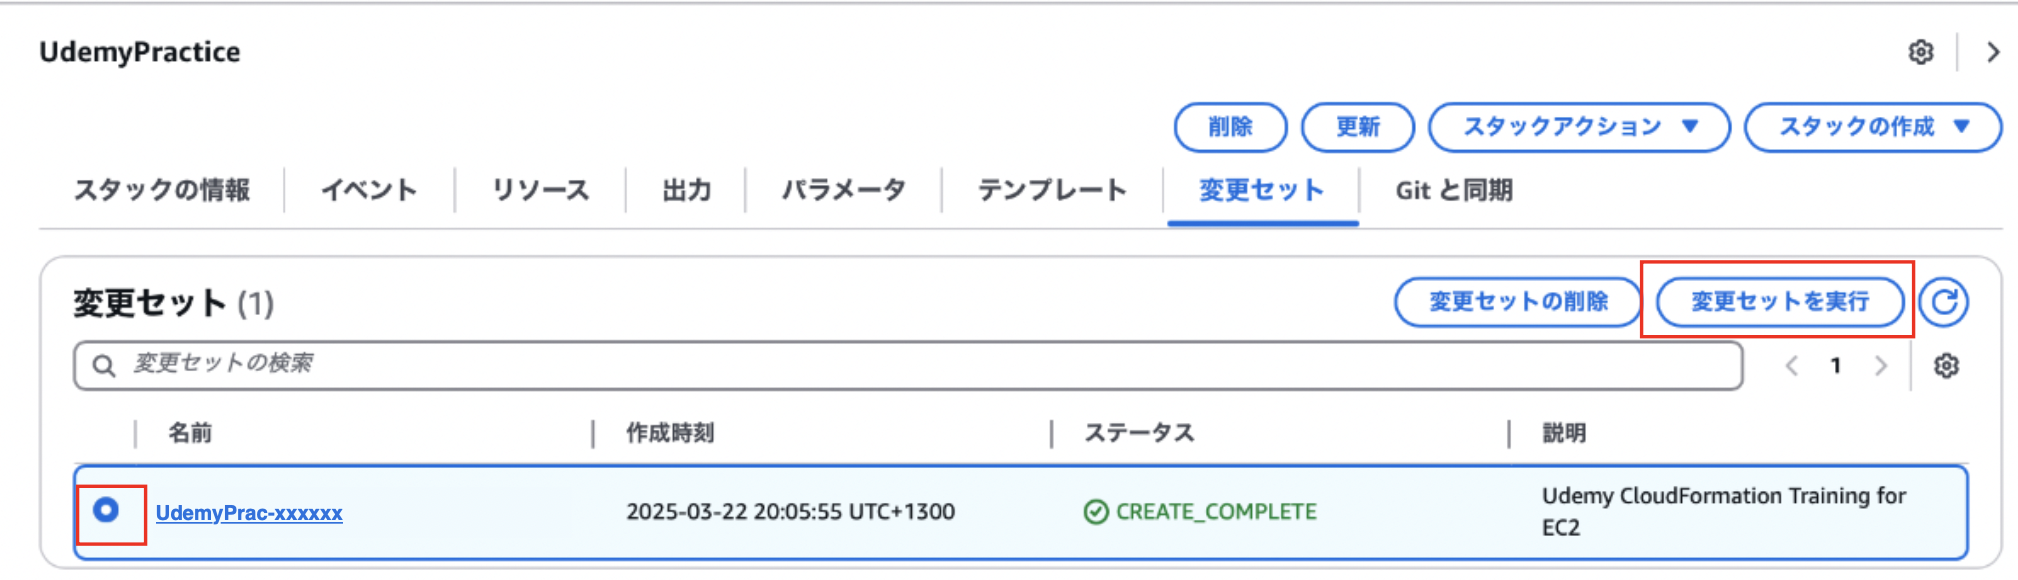 UdemyPractice
削除 更新 スタックアクション ▼ スタックの作成 ▼
スタックの情報 イベント リソース 出力 パラメータ テンプレート 変更セット Git と同期
変更セット (1) 変更セットの削除 変更セットを実行
変更セットの検索 1
名前 作成時刻 ステータス 説明
UdemyPrac-xxxxxx 2025-03-22 20:05:55 UTC+1300 CREATE_COMPLETE Udemy CloudFormation Training for
EC2